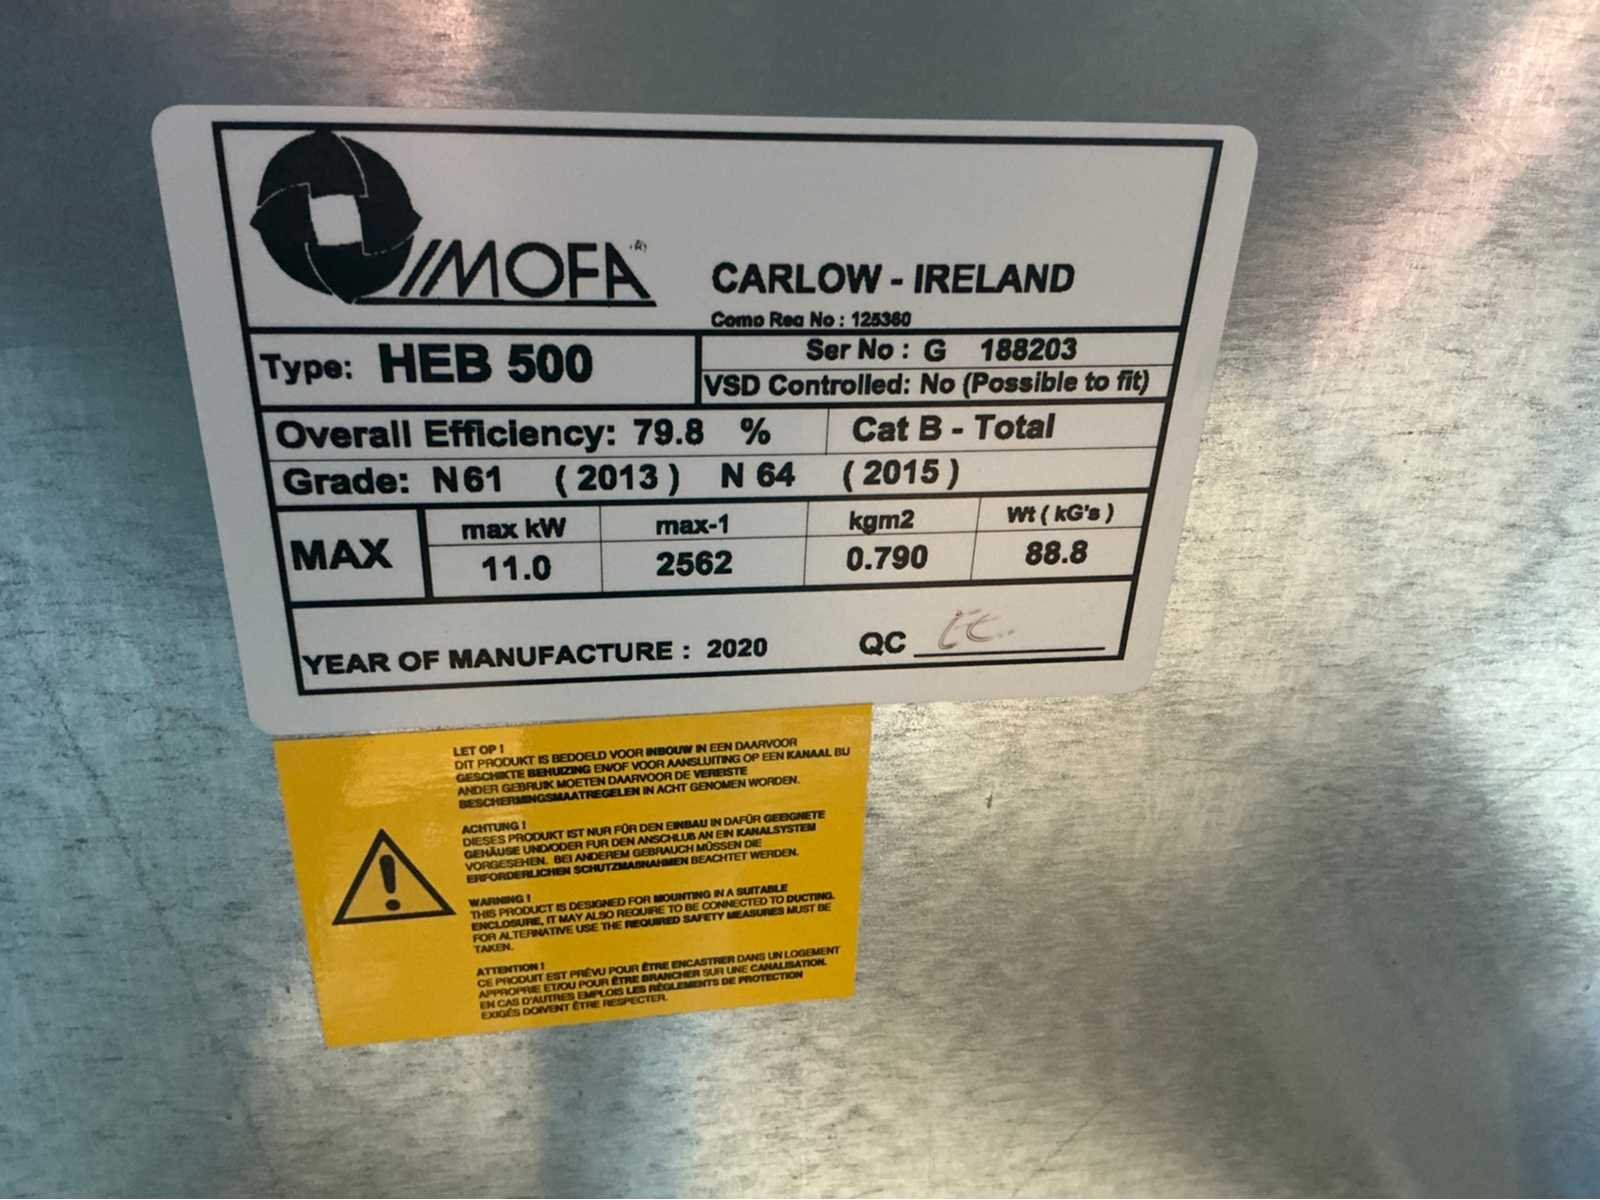 IMOFA®
CARLOW - IRELAND
Comp Reg No : 125360
Type: HEB 500
Ser No : G 188203
VSD Controlled: No (Possible to fit)
Overall Efficiency: 79.8 %
Cat B - Total
Grade: N61 ( 2013 ) N 64 ( 2015 )
MAX
max kW max-1 kgm2 Wt ( kG's )
11.0 2562 0.790 88.8
YEAR OF MANUFACTURE : 2020
QC
LET OP !
DIT PRODUKT IS BEDOELD VOOR INBOUW IN EEN DAARVOOR
GESCHIKTE BEHUIZING EN/OF VOOR AANSLUITING OP EEN KANAAL BIJ
ANDER GEBRUIK MOETEN DAARVOOR DE VEREISTE
BESCHERMINGSMAATREGELEN IN ACHT GENOMEN WORDEN.
ACHTUNG !
DIESES PRODUKT IST NUR FÜR DEN EINBAU IN DAFÜR GEEIGNETE
GEHÄUSE UND/ODER FUR DEN ANSCHLUß AN EIN KANALSYSTEM
VORGESEHEN. BEI ANDEREM GEBRAUCH MÜSSEN DIE
ERFORDERLICHEN SCHUTZMAßNAHMEN BEACHTET WERDEN.
WARNING !
THIS PRODUCT IS DESIGNED FOR MOUNTING IN A SUITABLE
ENCLOSURE, IT MAY ALSO REQUIRE TO BE CONNECTED TO DUCTING.
FOR ALTERNATIVE USE THE REQUIRED SAFETY MEASURES MUST BE
TAKEN.
ATTENTION !
CE PRODUIT EST PRÉVU POUR ÊTRE ENCASTRER DANS UN LOGEMENT
APPROPRIE ET/OU POUR ÊTRE BRANCHER SUR UNE CANALISATION.
EN CAS D'AUTRES EMPLOIS LES RÈGLEMENTS DE PROTECTION
EXIGÉS DOIVENT ÊTRE RESPECTER.